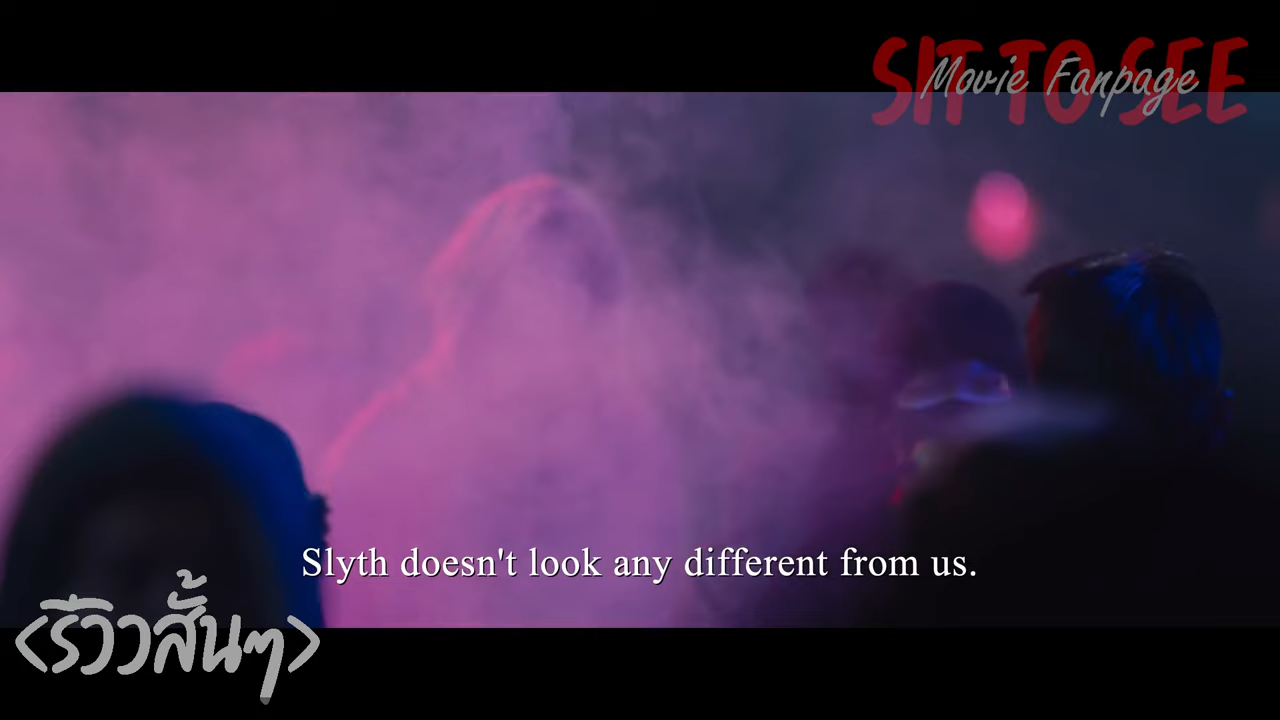 SIT TO SEE
Movie Fanpage
Slyth doesn't look any different from us.
<รีวิวสั้นๆ>